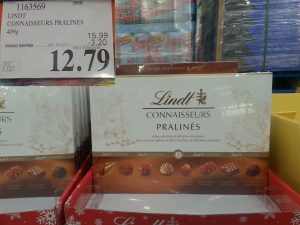 1163569
LINDT
CONNAISSEURS PRALINES
409g
15.99
Instant Savings
-3.20
12.79
Lindt
CONNAISSEURS
PRALINÉS